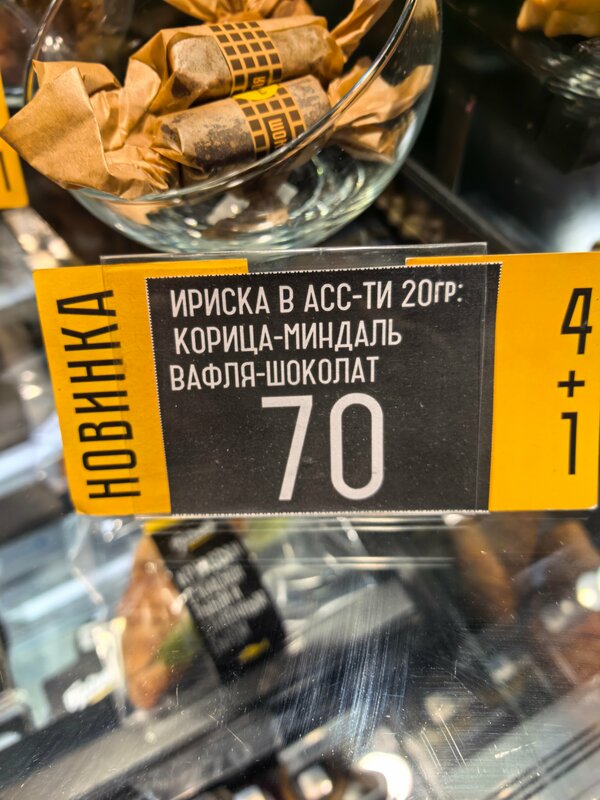 НОВИНКА
ИРИСКА В АСС-ТИ 20ГР:
КОРИЦА-МИНДАЛЬ
ВАФЛЯ-ШОКОЛАТ
70
4
+
1